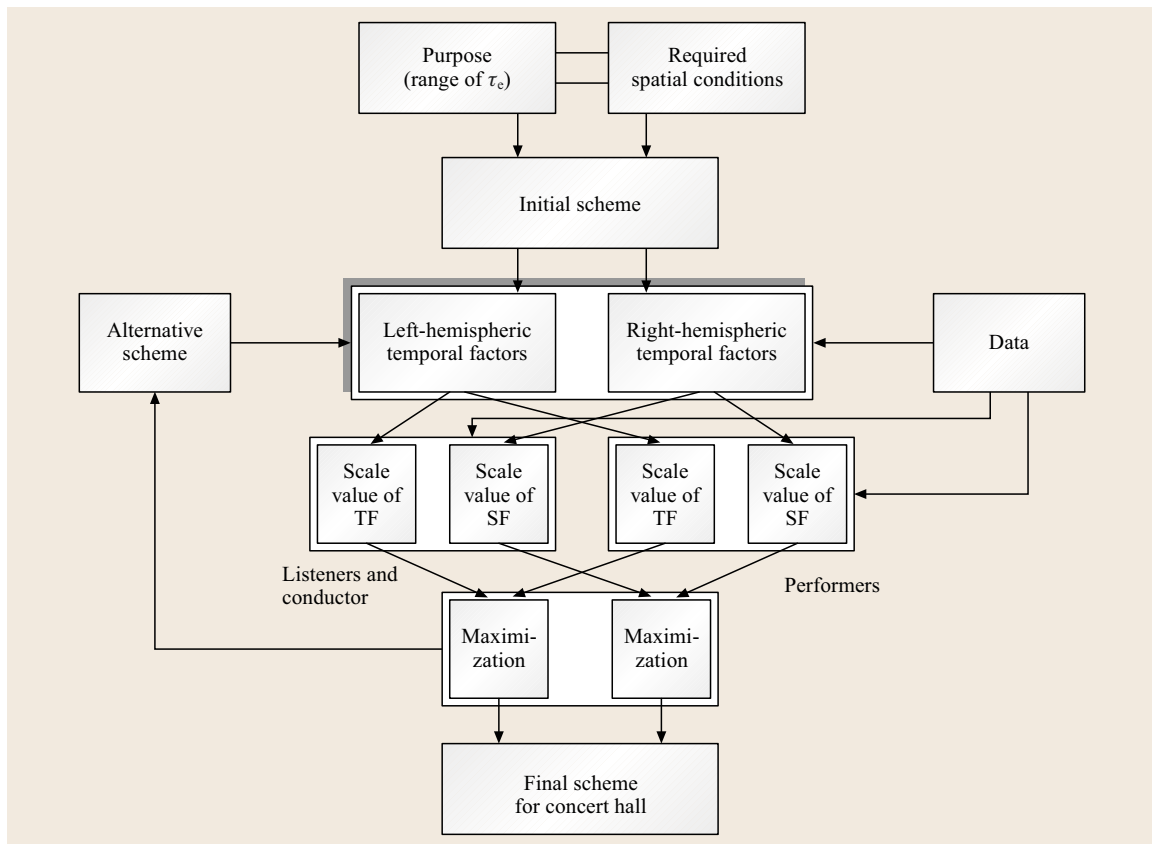 Purpose
(range of τe)
Required
spatial conditions
Initial scheme
Alternative
scheme
Left-hemispheric
temporal factors
Right-hemispheric
temporal factors
Data
Scale
value of
TF
Scale
value of
SF
Scale
value of
TF
Scale
value of
SF
Listeners and
conductor
Performers
Maximi-
zation
Maximi-
zation
Final scheme
for concert hall